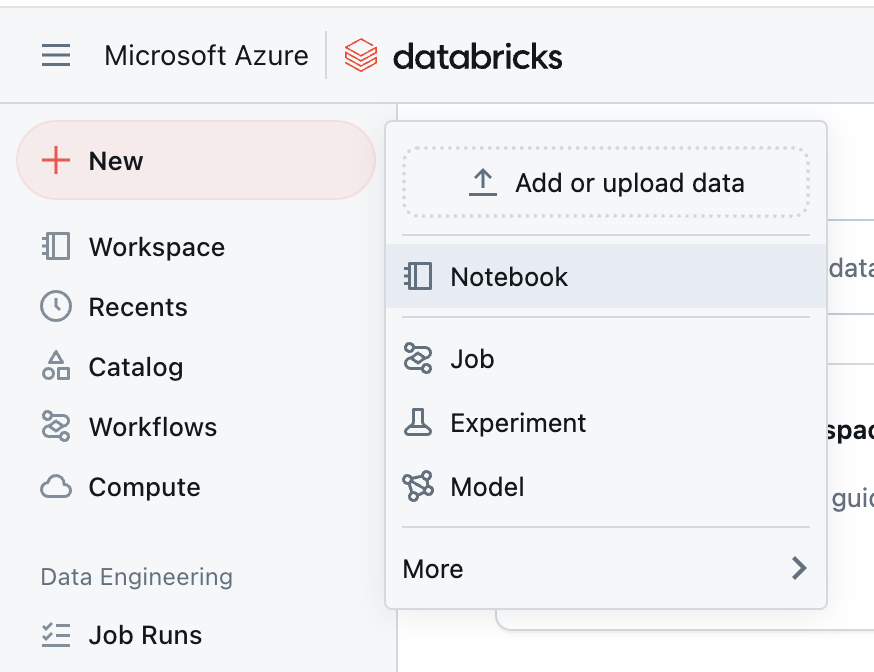 Microsoft Azure databricks
New
Add or upload data
Workspace
Notebook
Recents
Job
Catalog
Experiment
Workflows
Model
Compute
More
Data Engineering
Job Runs
data
guid